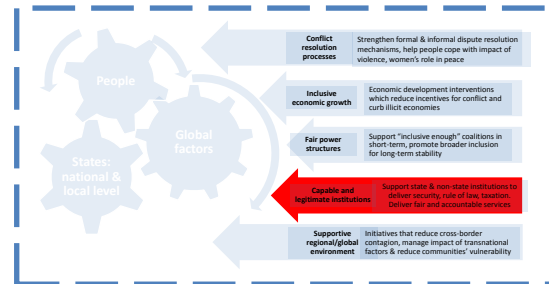 People
Global
factors
States:
national &
local level
Conflict
resolution
processes
Strengthen formal & informal dispute resolution
mechanisms, help people cope with impact of
violence, women's role in peace
Inclusive
economic growth
Economic development interventions
which reduce incentives for conflict and
curb illicit economies
Fair power
structures
Support "inclusive enough" coalitions in
short-term, promote broader inclusion
for long-term stability
Capable and
legitimate institutions
Support state & non-state institutions to
deliver security, rule of law, taxation.
Deliver fair and accountable services
Supportive
regional/global
environment
Initiatives that reduce cross-border
contagion, manage impact of transnational
factors & reduce communities' vulnerability